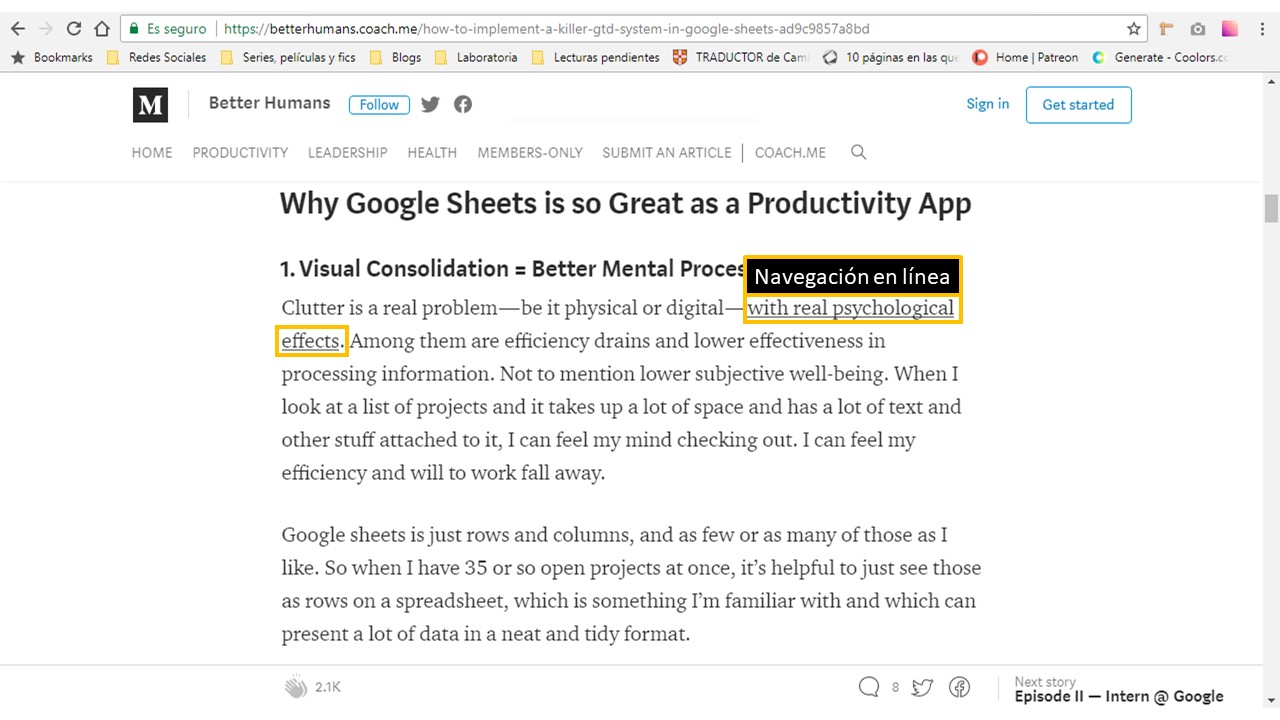 Es seguro | https://betterhumans.coach.me/how-to-implement-a-killer-gtd-system-in-google-sheets-ad9c9857a8bd
Bookmarks Redes Sociales Series, películas y fics Blogs Laboratoria Lecturas pendientes TRADUCTOR de Cam 10 páginas en las que Home | Patreon Generate - Coolors.co
M Better Humans Follow Sign in Get started
HOME PRODUCTIVITY LEADERSHIP HEALTH MEMBERS-ONLY SUBMIT AN ARTICLE | COACH.ME
Why Google Sheets is so Great as a Productivity App
1. Visual Consolidation = Better Mental Proces
Navegación en línea
Clutter is a real problem—be it physical or digital—with real psychological
effects. Among them are efficiency drains and lower effectiveness in
processing information. Not to mention lower subjective well-being. When I
look at a list of projects and it takes up a lot of space and has a lot of text and
other stuff attached to it, I can feel my mind checking out. I can feel my
efficiency and will to work fall away.
Google sheets is just rows and columns, and as few or as many of those as I
like. So when I have 35 or so open projects at once, it’s helpful to just see those
as rows on a spreadsheet, which is something I’m familiar with and which can
present a lot of data in a neat and tidy format.
2.1K 8
Next story
Episode II — Intern @ Google